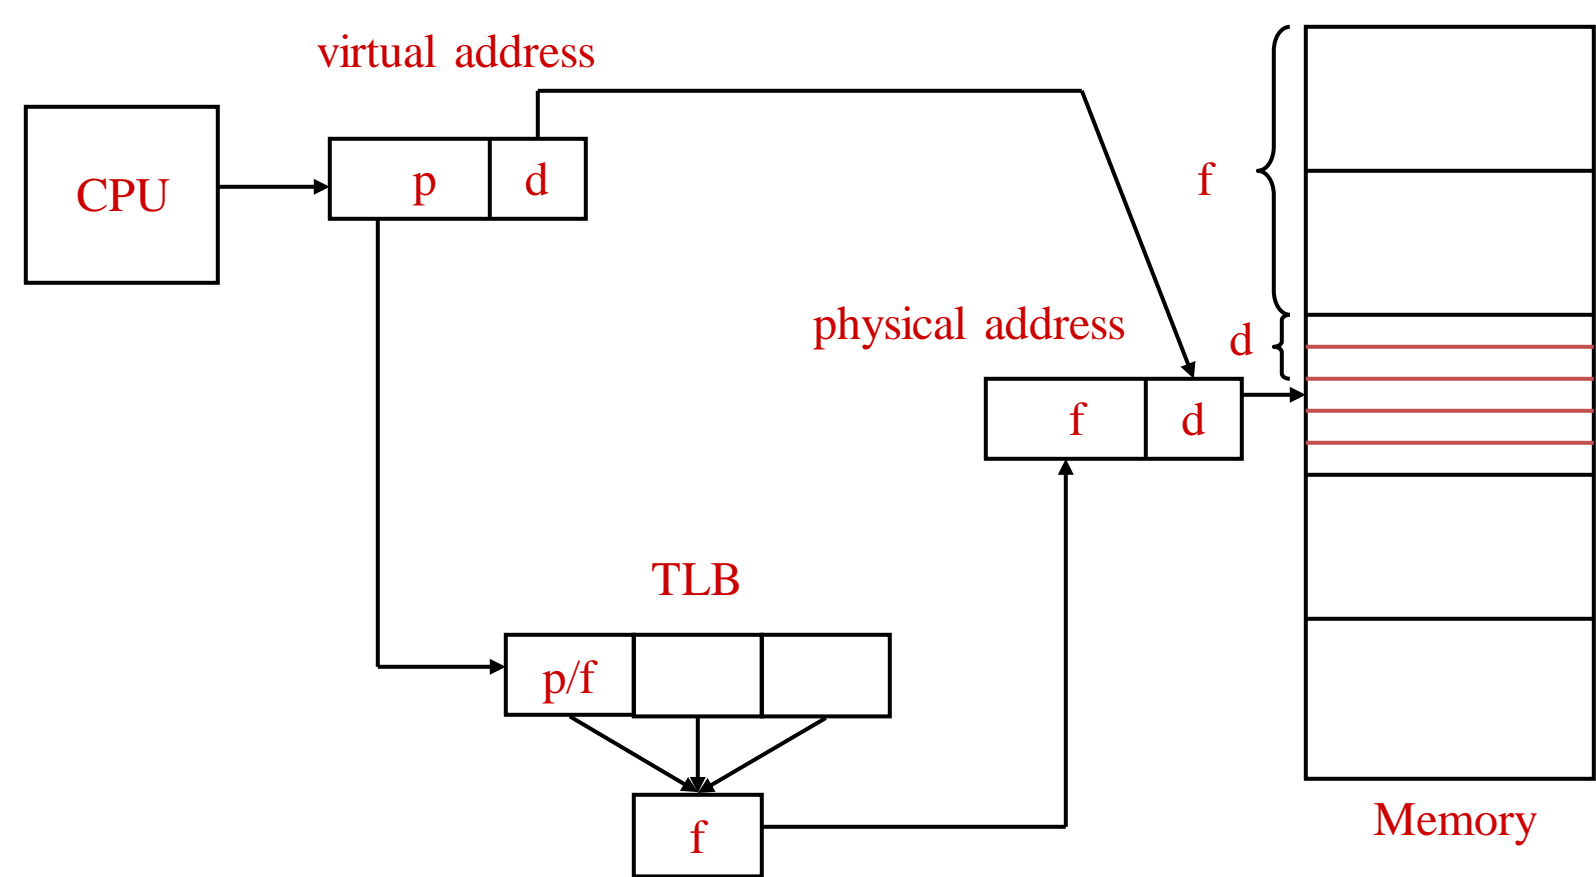 virtual address
CPU
p
d
f
physical address
d
f
d
TLB
p/f
f
Memory